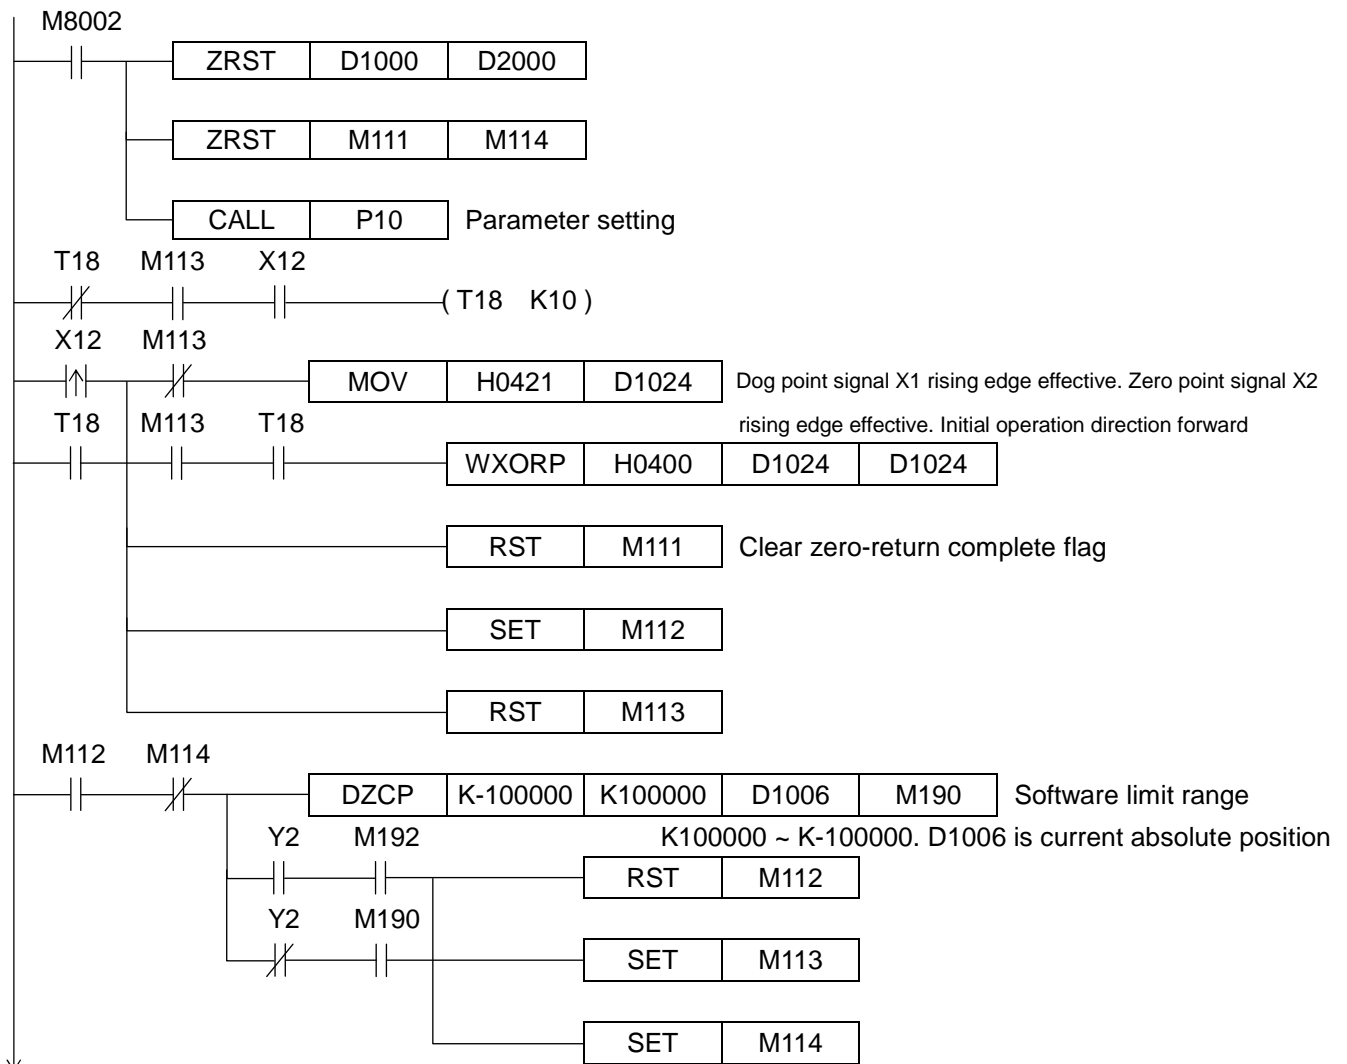 M8002
ZRST D1000 D2000
ZRST M111 M114
CALL P10 Parameter setting
T18 M113 X12
( T18 K10 )
X12 M113
MOV H0421 D1024 Dog point signal X1 rising edge effective. Zero point signal X2
T18 M113 T18 rising edge effective. Initial operation direction forward
WXORP H0400 D1024 D1024
RST M111 Clear zero-return complete flag
SET M112
RST M113
M112 M114
DZCP K-100000 K100000 D1006 M190 Software limit range
Y2 M192 K100000 ~ K-100000. D1006 is current absolute position
RST M112
Y2 M190
SET M113
SET M114